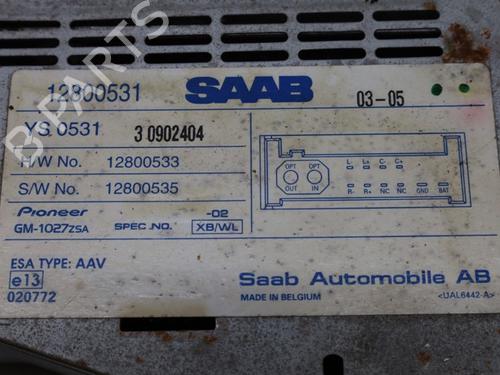 12800531 SAAB 03-05
YS 0531 3 0902404
H/W No. 12800533
S/W No. 12800535
Pioneer -02
GM-1027ZSA SPEC.NO. XB/WL
OPT OPT L- L+ C- C+
OUT IN R- R+ NC NC GND BAT
ESA TYPE: AAV
e13
020772
Saab Automobile AB
MADE IN BELGIUM <UAL6442-A>
B PARTS